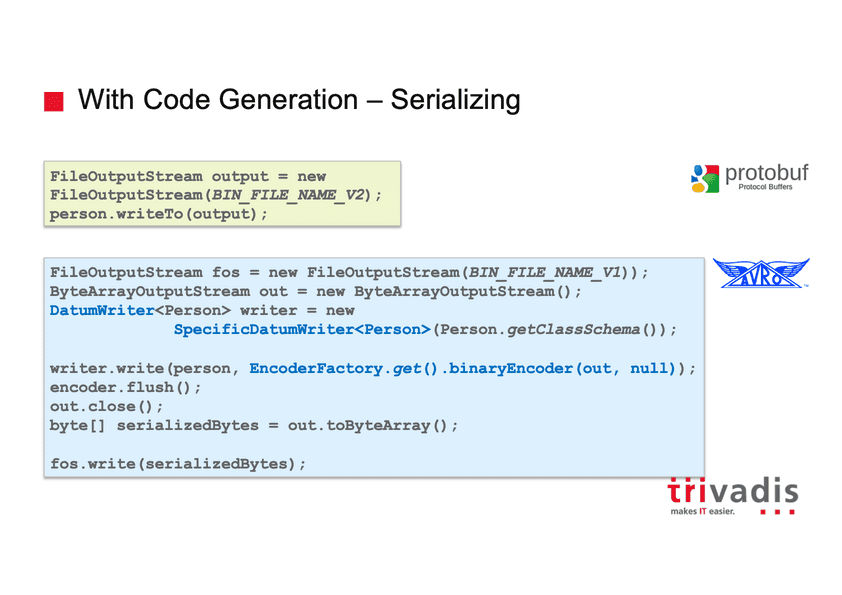 With Code Generation – Serializing
FileOutputStream output = new
FileOutputStream(BIN_FILE_NAME_V2);
person.writeTo(output);
protobuf
Protocol Buffers
FileOutputStream fos = new FileOutputStream(BIN_FILE_NAME_V1));
ByteArrayOutputStream out = new ByteArrayOutputStream();
DatumWriter<Person> writer = new
SpecificDatumWriter<Person>(Person.getClassSchema());
writer.write(person, EncoderFactory.get().binaryEncoder(out, null));
encoder.flush();
out.close();
byte[] serializedBytes = out.toByteArray();
fos.write(serializedBytes);
AVRO
TM
trivadis
makes IT easier.